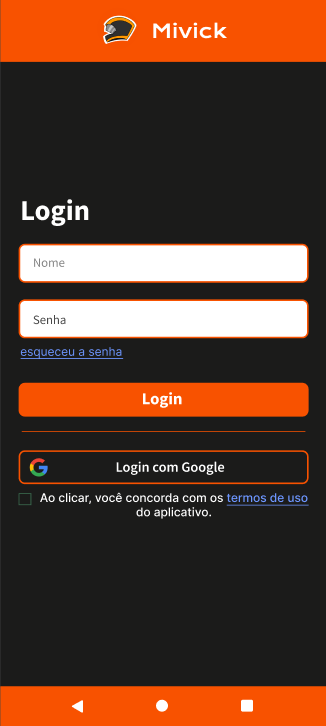 Mivick
Login
Nome
Senha
esqueceu a senha
Login
Login com Google
Ao clicar, você concorda com os termos de uso
do aplicativo.